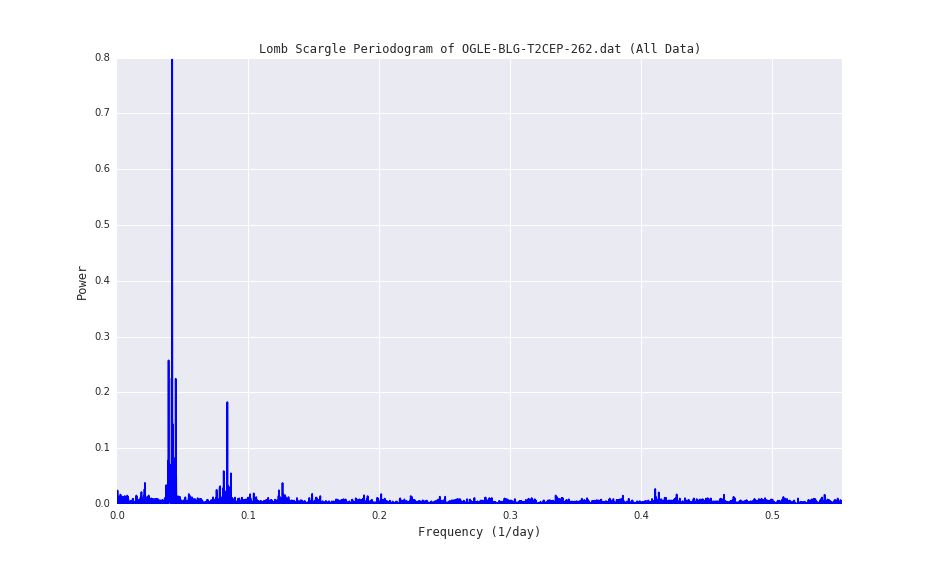 Lomb Scargle Periodogram of OGLE-BLG-T2CEP-262.dat (All Data)
0.8
0.7
0.6
0.5
0.4
0.3
0.2
0.1
0.0
Power
0.0 0.1 0.2 0.3 0.4 0.5
Frequency (1/day)